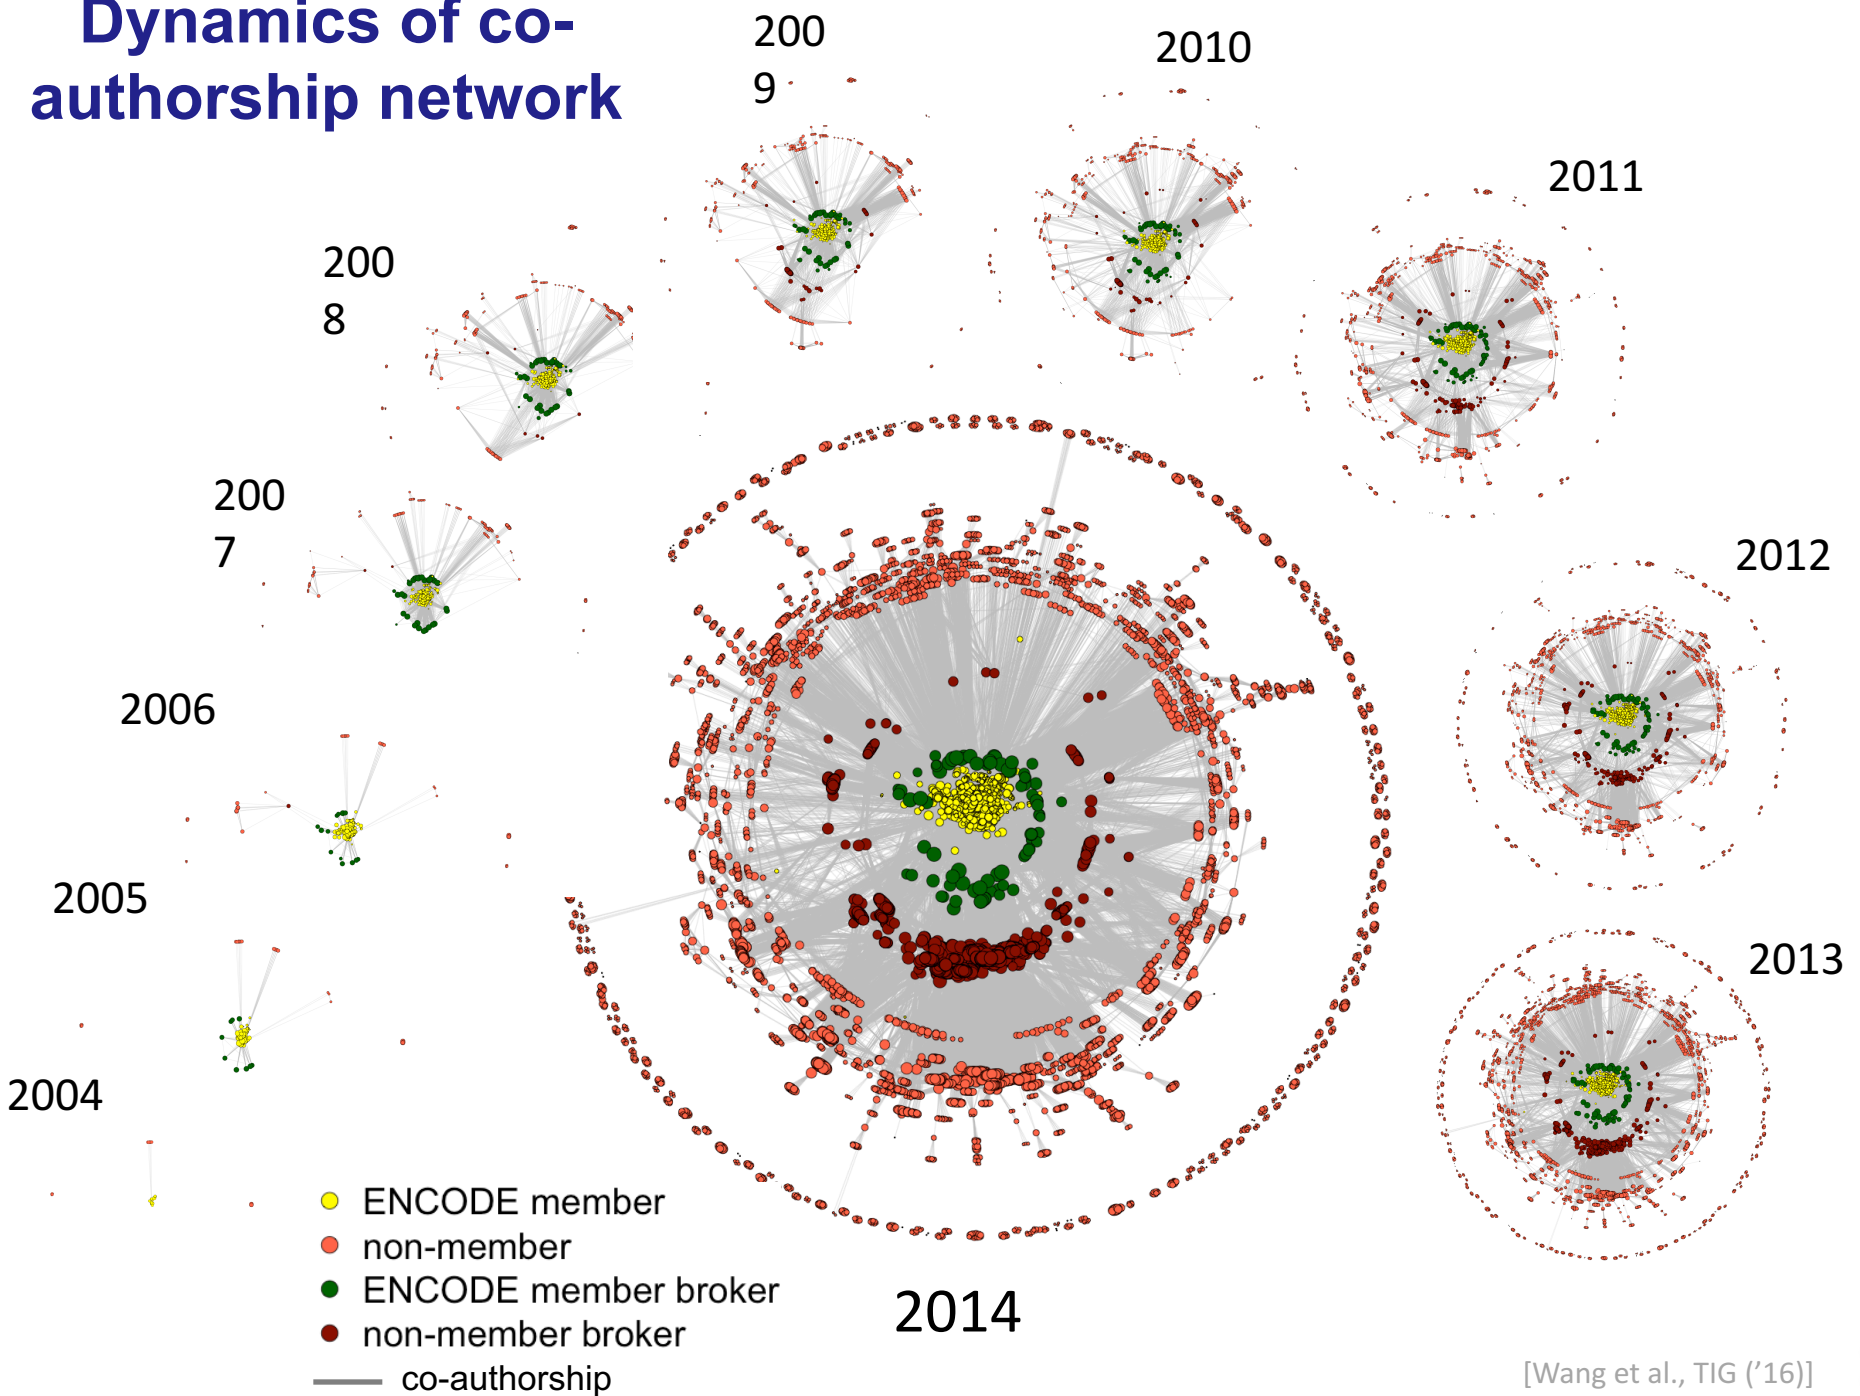 Dynamics of co-
authorship network
200
9
2010
2011
200
8
200
7
2012
2006
2005
2013
2004
ENCODE member
non-member
ENCODE member broker
non-member broker
co-authorship
2014
[Wang et al., TIG (’16)]